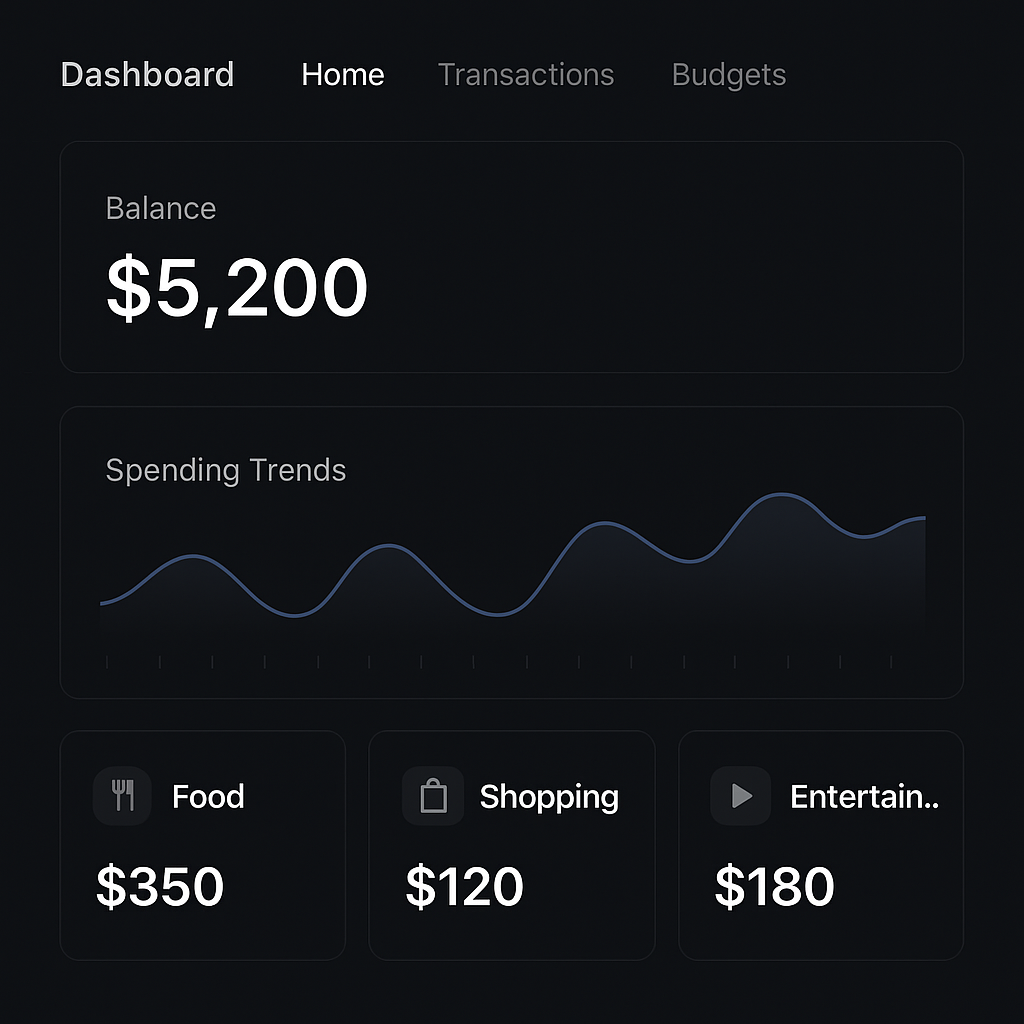 Dashboard Home Transactions Budgets
Balance
$5,200
Spending Trends
Food Shopping Entertain..
$350 $120 $180